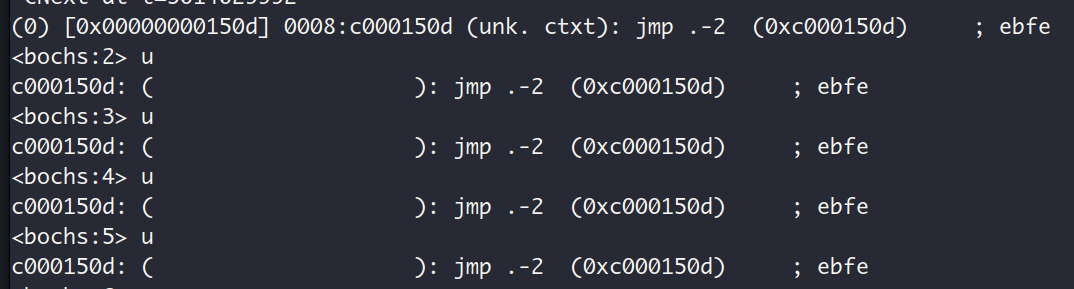 (0) [0x00000000150d] 0008:c000150d (unk. ctxt): jmp .-2  (0xc000150d)     ; ebfe
<bochs:2> u
c000150d: (                    ): jmp .-2  (0xc000150d)     ; ebfe
<bochs:3> u
c000150d: (                    ): jmp .-2  (0xc000150d)     ; ebfe
<bochs:4> u
c000150d: (                    ): jmp .-2  (0xc000150d)     ; ebfe
<bochs:5> u
c000150d: (                    ): jmp .-2  (0xc000150d)     ; ebfe